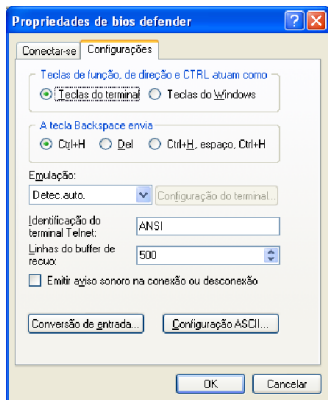 Propriedades de bios defender
Conectar-se Configurações
Teclas de função, de direção e CTRL atuam como
Teclas do terminal Teclas do Windows
A tecla Backspace envia
Ctrl+H Del Ctrl+H, espaço, Ctrl+H
Emulação:
Detec.auto. Configuração do terminal...
Identificação do
terminal Telnet: ANSI
Linhas do buffer de
recuo: 500
Emitir aviso sonoro na conexão ou desconexão
Conversão de entrada... Configuração ASCII...
OK Cancelar